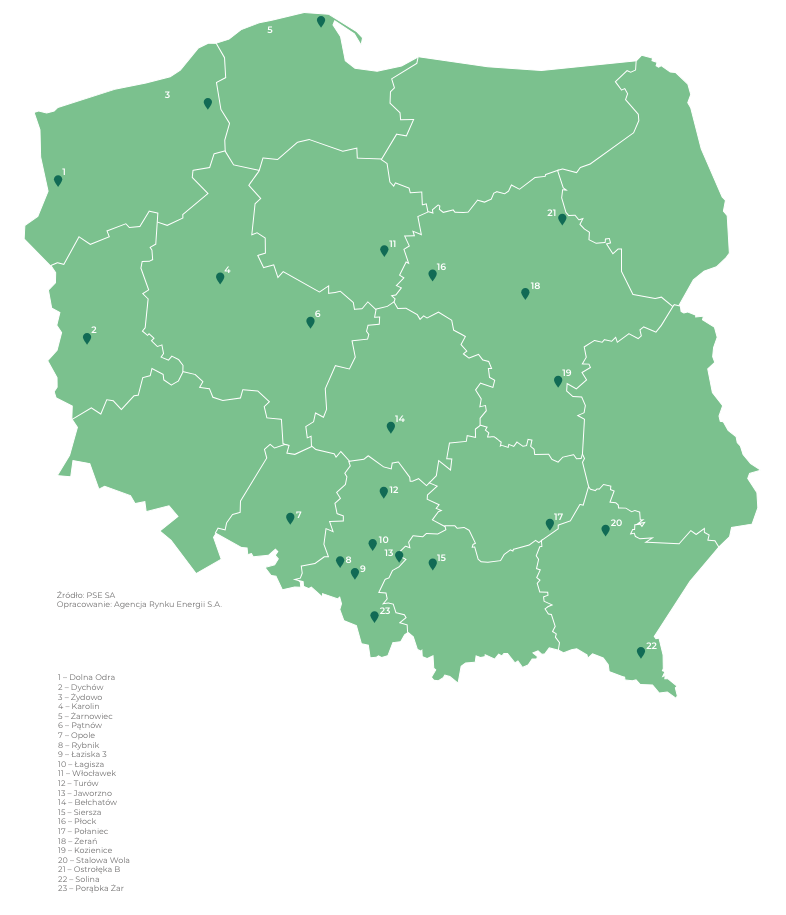 5
3
1
21
11
16
4
18
6
2
19
14
12
7
17
20
10
13
8
15
9
23
22
Źródło: PSE SA
Opracowanie: Agencja Rynku Energii S.A.
1 – Dolna Odra
2 – Dychów
3 – Żydowo
4 – Karolin
5 – Żarnowiec
6 – Pątnów
7 – Opole
8 – Rybnik
9 – Łaziska 3
10 – Łagisza
11 – Włocławek
12 – Turów
13 – Jaworzno
14 – Bełchatów
15 – Siersza
16 – Płock
17 – Połaniec
18 – Żerań
19 – Kozienice
20 – Stalowa Wola
21 – Ostrołęka B
22 – Solina
23 – Porąbka Żar